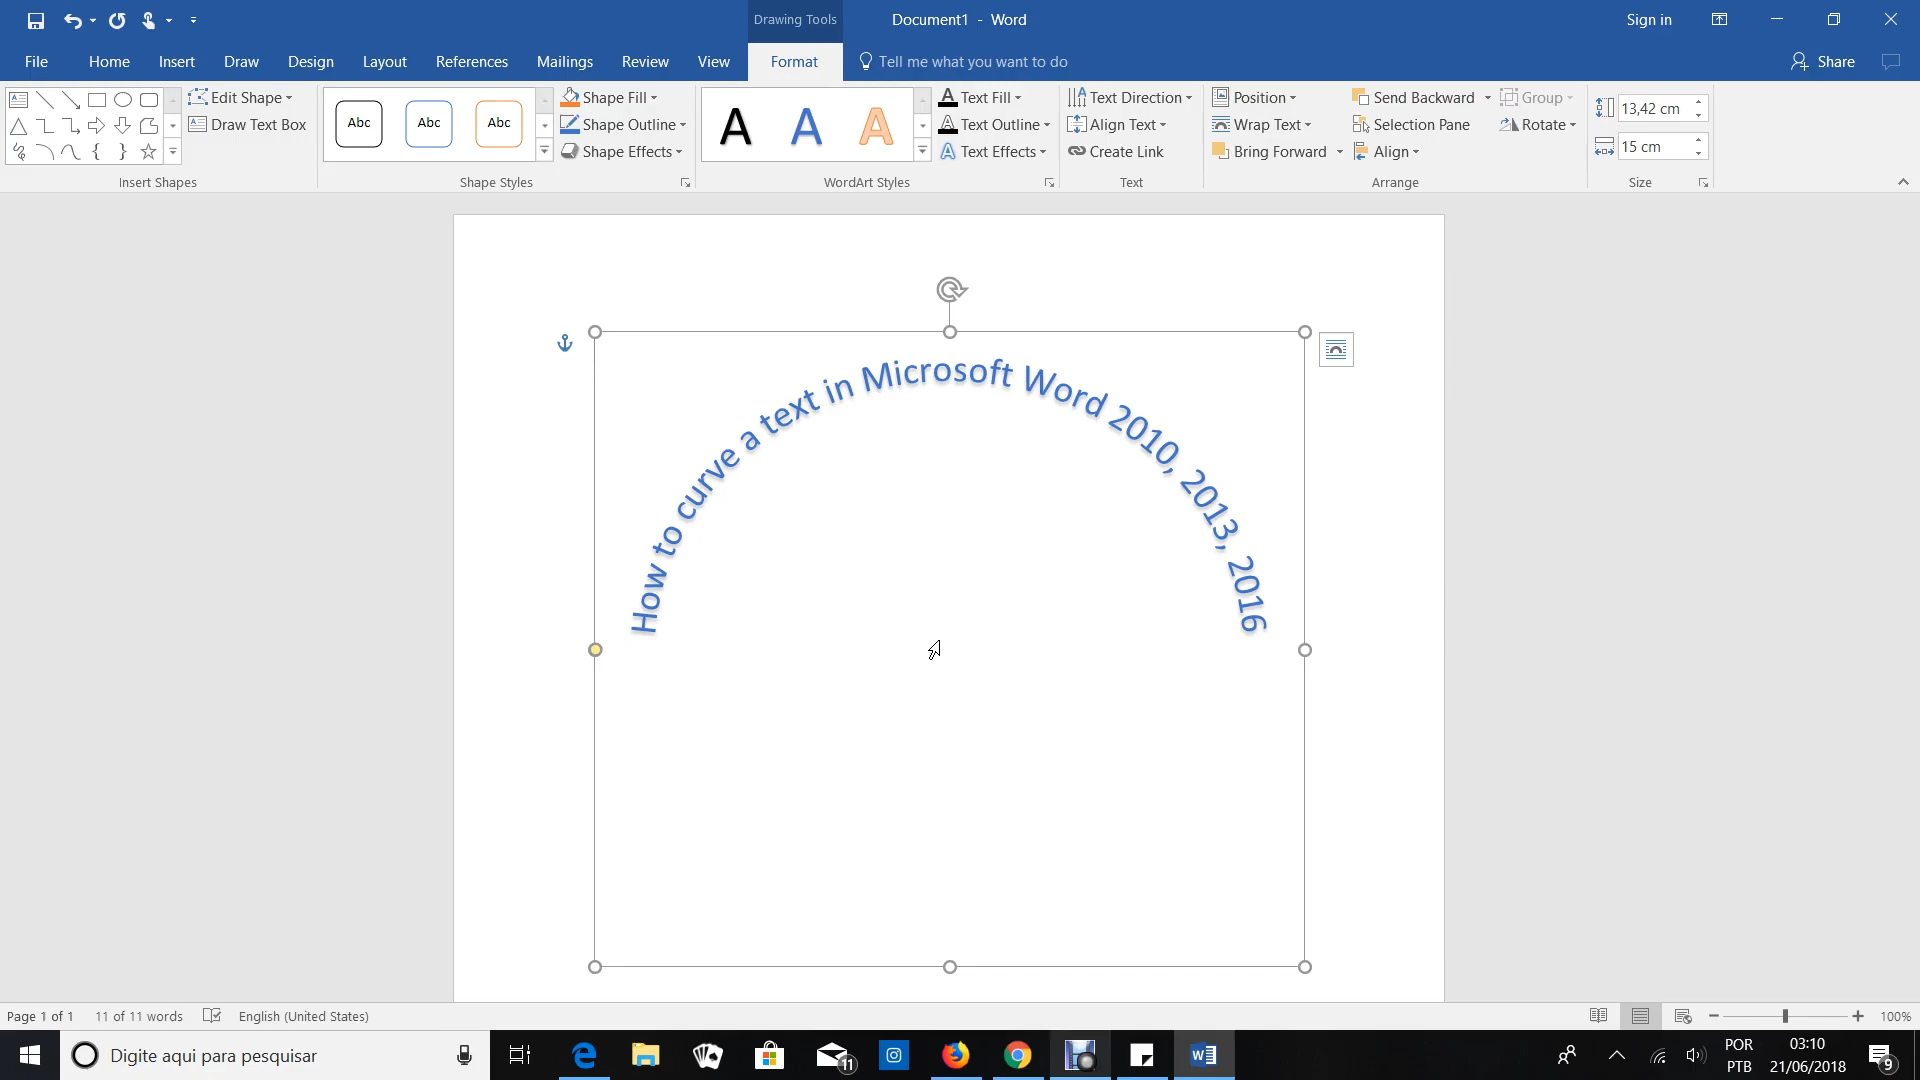 Drawing Tools
Document1 - Word
Sign in
File Home Insert Draw Design Layout References Mailings Review View Format Tell me what you want to do Share
Edit Shape
Draw Text Box
Insert Shapes
Abc Abc Abc
Shape Fill
Shape Outline
Shape Effects
Shape Styles
A A A
Text Fill
Text Outline
Text Effects
WordArt Styles
Text Direction
Align Text
Create Link
Text
Position
Wrap Text
Bring Forward
Send Backward
Selection Pane
Align
Group
Rotate
Arrange
13,42 cm
15 cm
Size
How to curve a text in Microsoft Word 2010, 2013, 2016
Page 1 of 1 11 of 11 words English (United States) 100%
Digite aqui para pesquisar
11
POR
PTB
03:10
21/06/2018
9